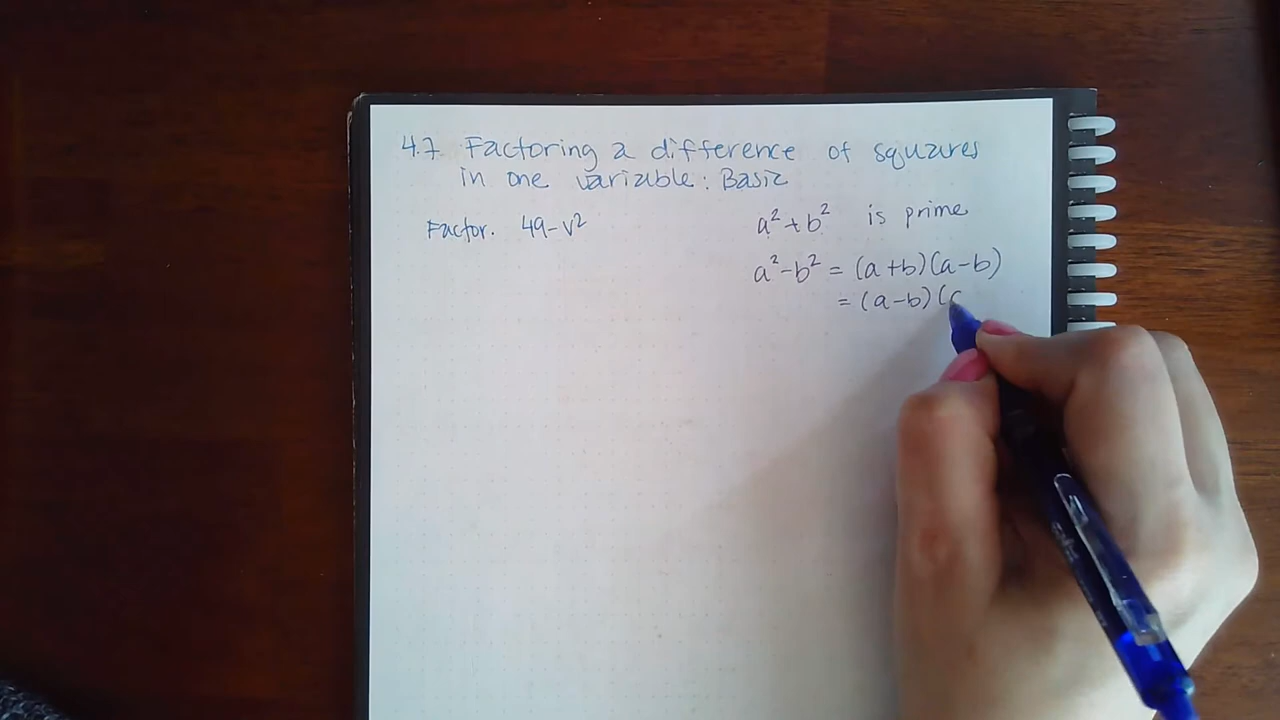 4.7 Factoring a difference of squares
in one variable: Basic
Factor. 49-v²
a²+b² is prime
a²-b² = (a+b)(a-b)
= (a-b)(